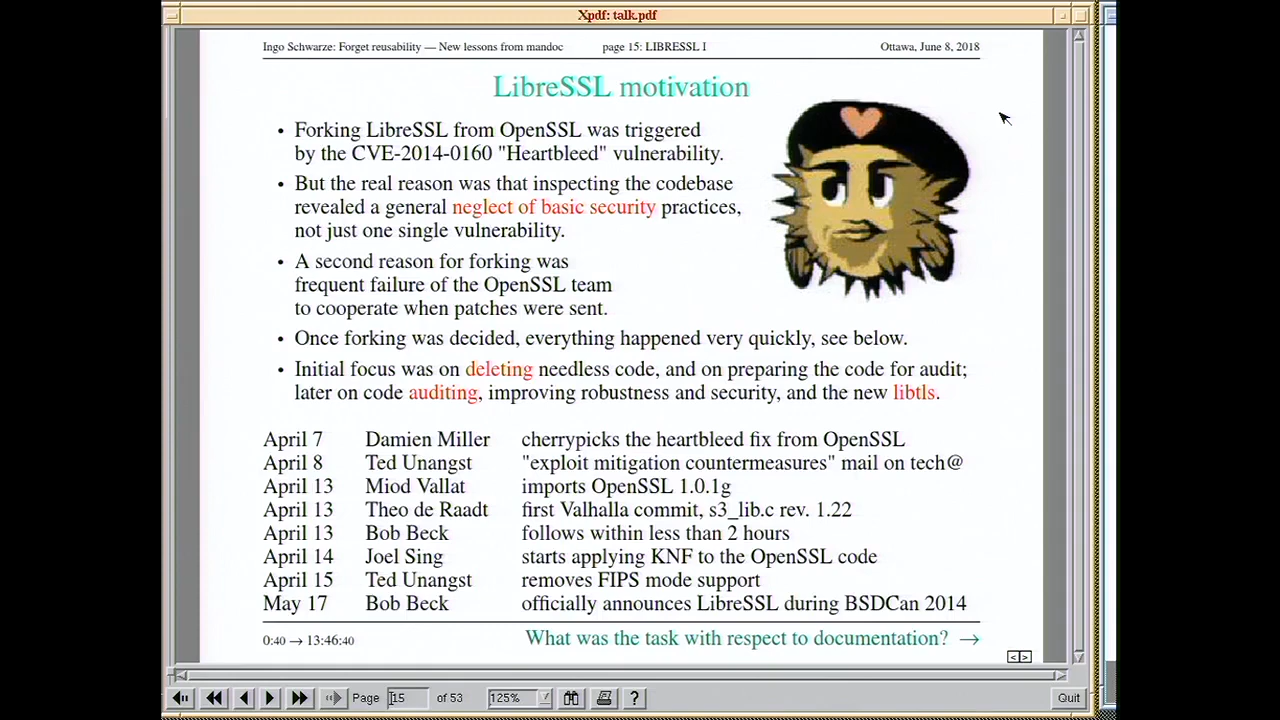 Xpdf: talk.pdf
Ingo Schwarze: Forget reusability — New lessons from mandoc page 15: LIBRESSL I Ottawa, June 8, 2018
LibreSSL motivation
• Forking LibreSSL from OpenSSL was triggered
by the CVE-2014-0160 "Heartbleed" vulnerability.
• But the real reason was that inspecting the codebase
revealed a general neglect of basic security practices,
not just one single vulnerability.
• A second reason for forking was
frequent failure of the OpenSSL team
to cooperate when patches were sent.
• Once forking was decided, everything happened very quickly, see below.
• Initial focus was on deleting needless code, and on preparing the code for audit;
later on code auditing, improving robustness and security, and the new libtls.
April 7 Damien Miller cherrypicks the heartbleed fix from OpenSSL
April 8 Ted Unangst "exploit mitigation countermeasures" mail on tech@
April 13 Miod Vallat imports OpenSSL 1.0.1g
April 13 Theo de Raadt first Valhalla commit, s3_lib.c rev. 1.22
April 13 Bob Beck follows within less than 2 hours
April 14 Joel Sing starts applying KNF to the OpenSSL code
April 15 Ted Unangst removes FIPS mode support
May 17 Bob Beck officially announces LibreSSL during BSDCan 2014
0:40 → 13:46:40 What was the task with respect to documentation? →
<>
Page 15 of 53 125% ? Quit